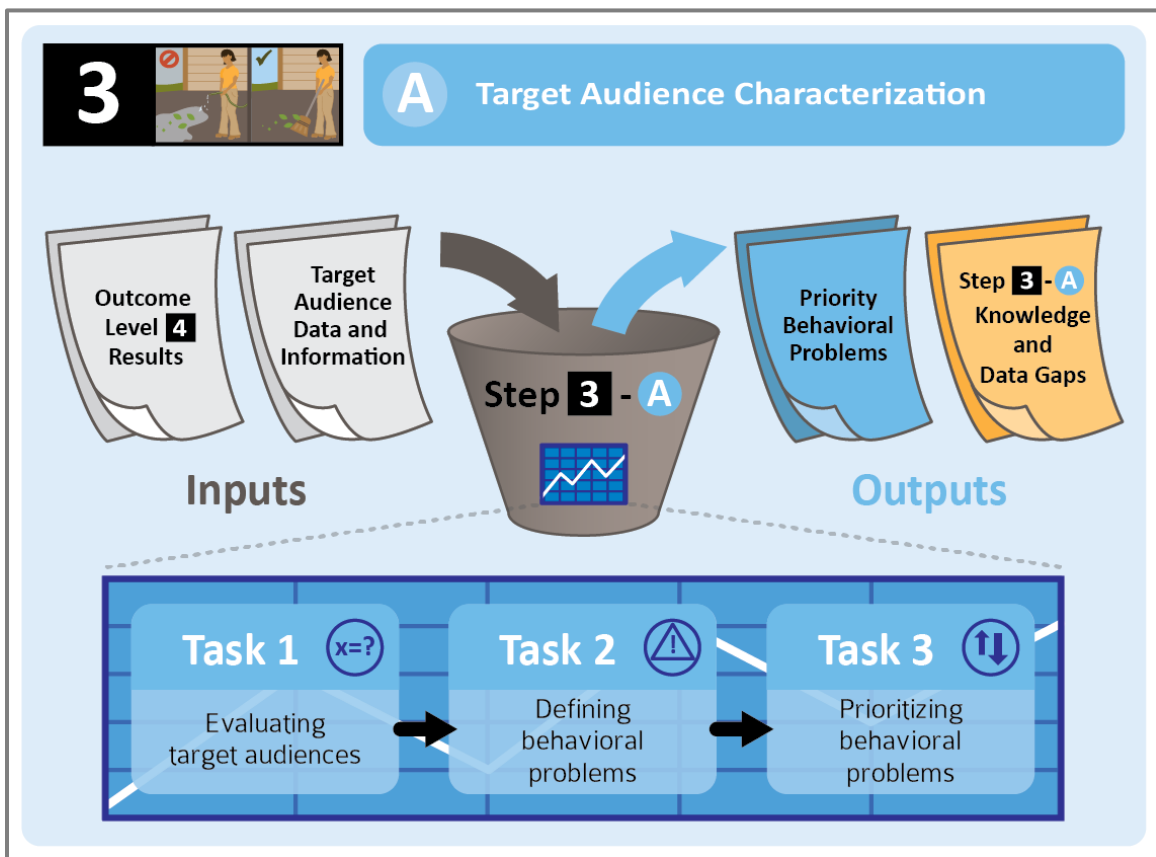 3
A Target Audience Characterization
Outcome
Level 4
Results
Target
Audience
Data and
Information
Step 3 - A
Priority
Behavioral
Problems
Step 3 - A
Knowledge
and
Data Gaps
Inputs
Outputs
Task 1
x=?
Evaluating
target audiences
Task 2
!
Defining
behavioral
problems
Task 3
Prioritizing
behavioral
problems